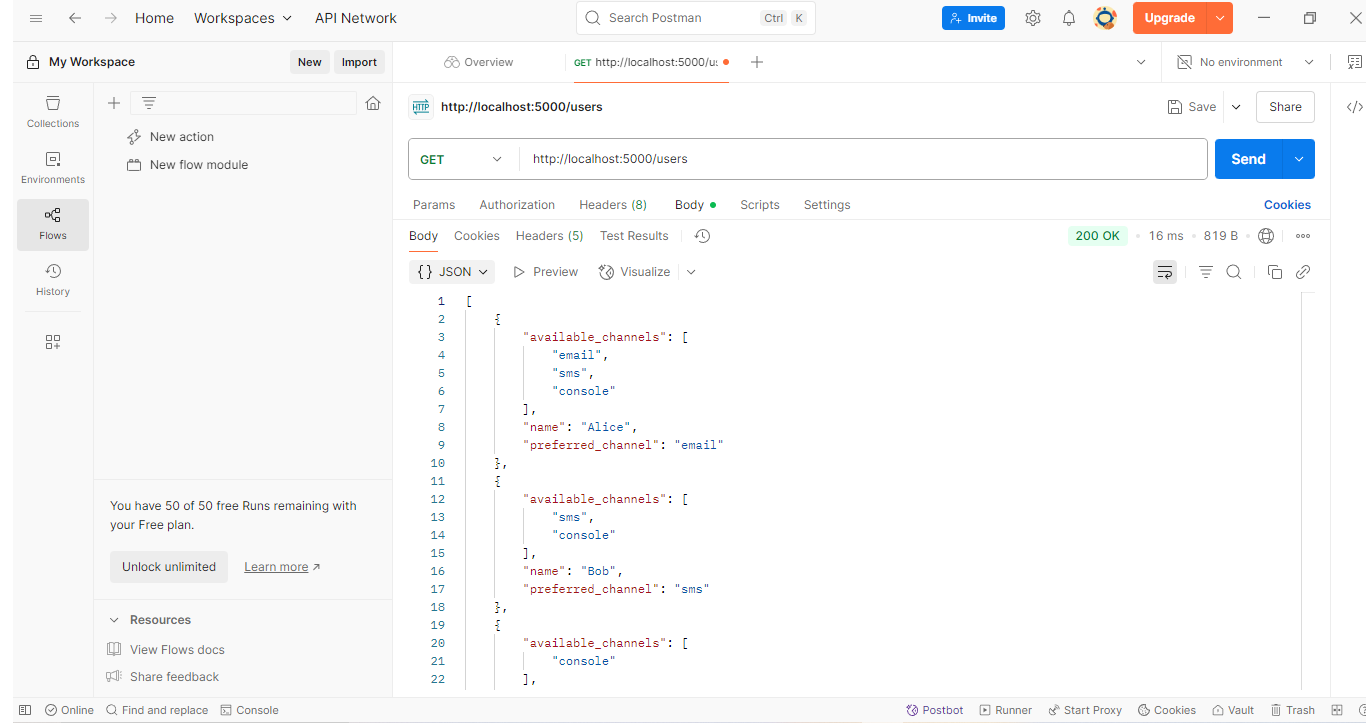 Home Workspaces API Network Search Postman Ctrl K Invite Upgrade
My Workspace New Import Overview GET http://localhost:5000/u No environment
Collections
Environments
Flows
History
New action
New flow module
You have 50 of 50 free Runs remaining with
your Free plan.
Unlock unlimited Learn more ↗
Resources
View Flows docs
Share feedback
HTTP http://localhost:5000/users Save Share </>
GET http://localhost:5000/users Send
Params Authorization Headers (8) Body Scripts Settings Cookies
Body Cookies Headers (5) Test Results 200 OK • 16 ms • 819 B
{} JSON Preview Visualize
1 [
2 {
3 "available_channels": [
4 "email",
5 "sms",
6 "console"
7 ],
8 "name": "Alice",
9 "preferred_channel": "email"
10 },
11 {
12 "available_channels": [
13 "sms",
14 "console"
15 ],
16 "name": "Bob",
17 "preferred_channel": "sms"
18 },
19 {
20 "available_channels": [
21 "console"
22 ],
Online Find and replace Console Postbot Runner Start Proxy Cookies Vault Trash